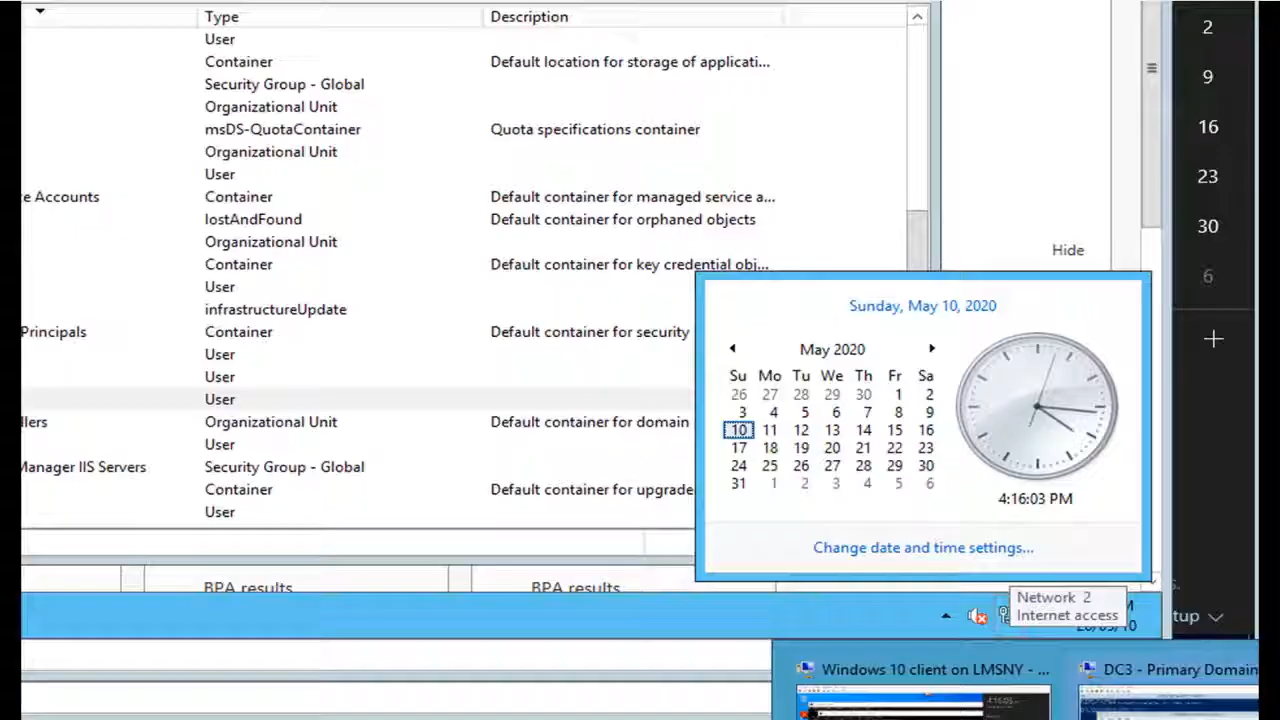 Type Description
User
Container Default location for storage of applicati...
Security Group - Global
Organizational Unit
msDS-QuotaContainer Quota specifications container
Organizational Unit
User
e Accounts Container Default container for managed service a...
lostAndFound Default container for orphaned objects
Organizational Unit
Container Default container for key credential obj...
User
infrastructureUpdate
Principals Container Default container for security
User
User
User
llers Organizational Unit Default container for domain
User
Manager IIS Servers Security Group - Global
Container Default container for upgrade
User
BPA results BPA results
Hide
Sunday, May 10, 2020
May 2020
Su Mo Tu We Th Fr Sa
26 27 28 29 30 1 2
3 4 5 6 7 8 9
10 11 12 13 14 15 16
17 18 19 20 21 22 23
24 25 26 27 28 29 30
31 1 2 3 4 5 6
4:16:03 PM
Change date and time settings...
Network 2
Internet access
2
9
16
23
30
6
+
tup
Windows 10 client on LMSNY - ...
DC3 - Primary Domain